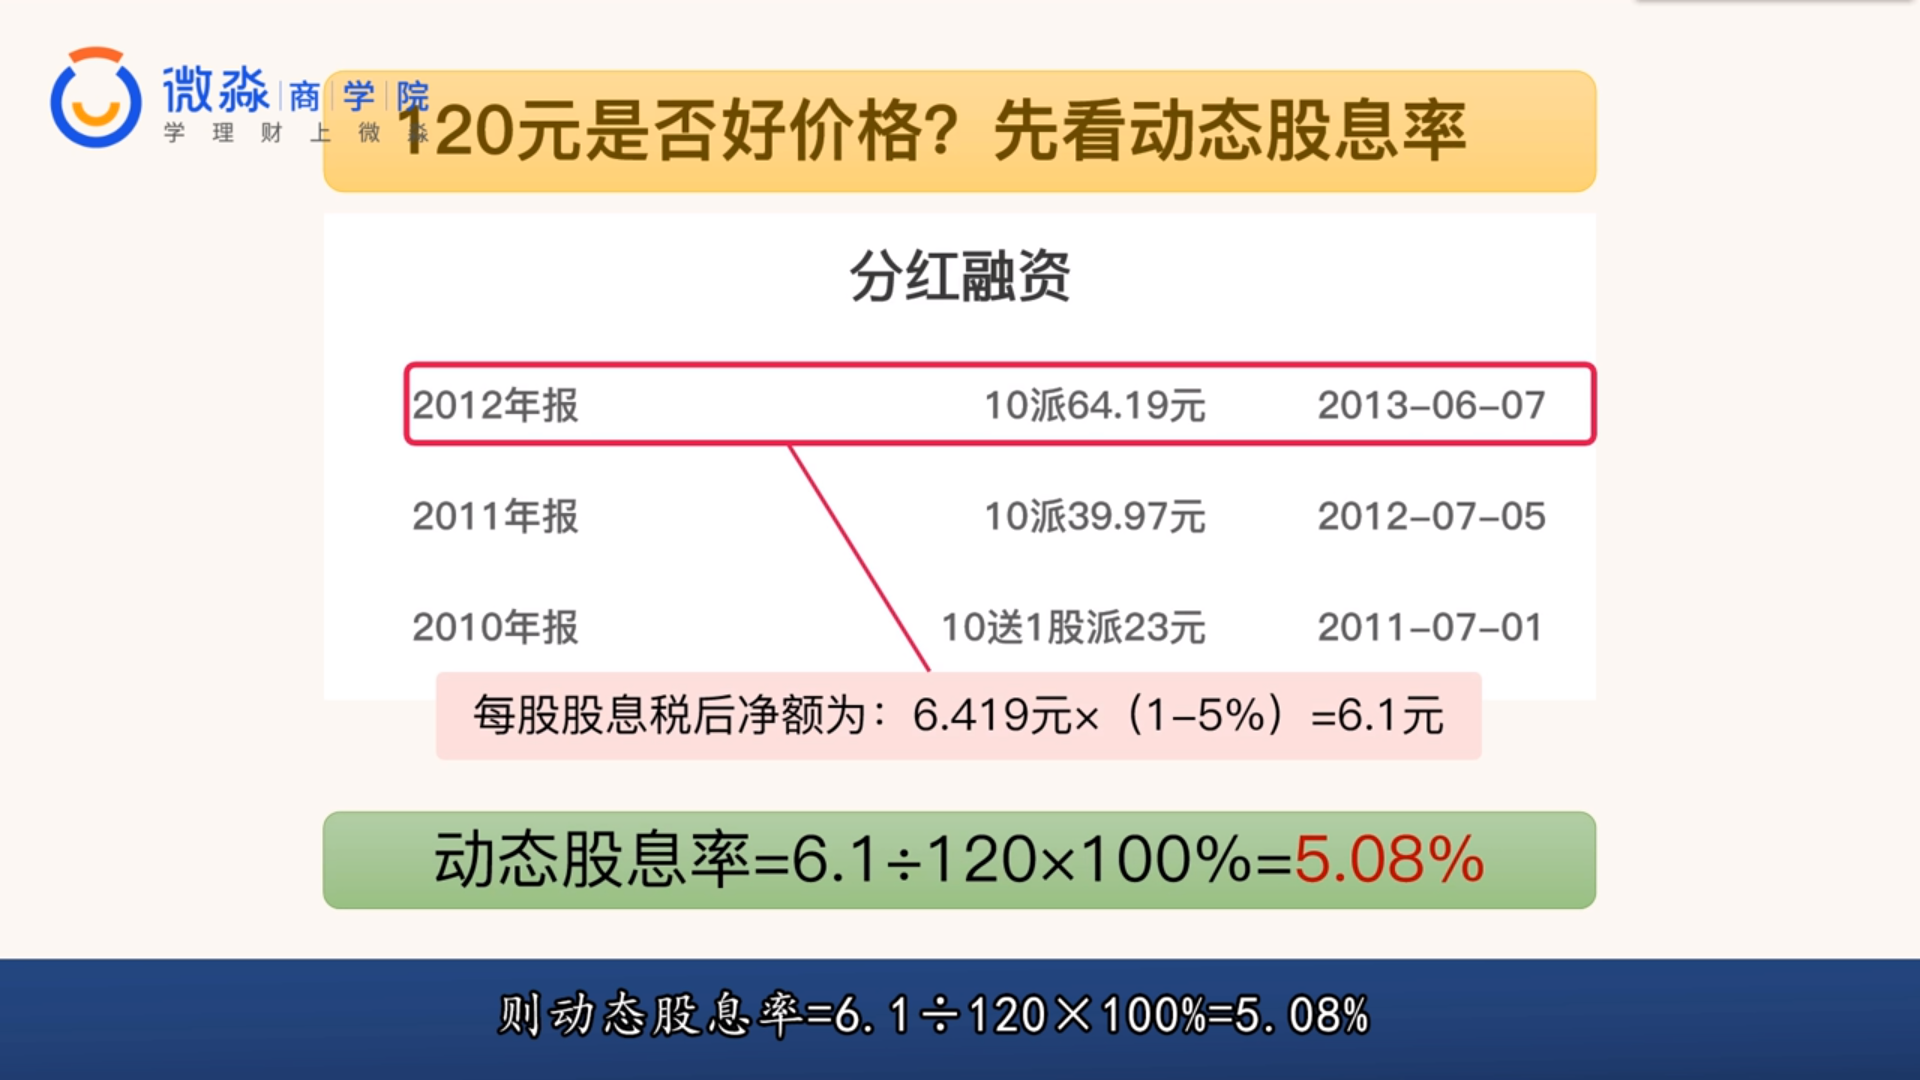 微淼商学院
学理财上微淼
120元是否好价格？先看动态股息率
分红融资
2012年报 10派64.19元 2013-06-07
2011年报 10派39.97元 2012-07-05
2010年报 10送1股派23元 2011-07-01
每股股息税后净额为：6.419元×（1-5%）=6.1元
动态股息率=6.1÷120×100%=5.08%
则动态股息率=6.1÷120×100%=5.08%